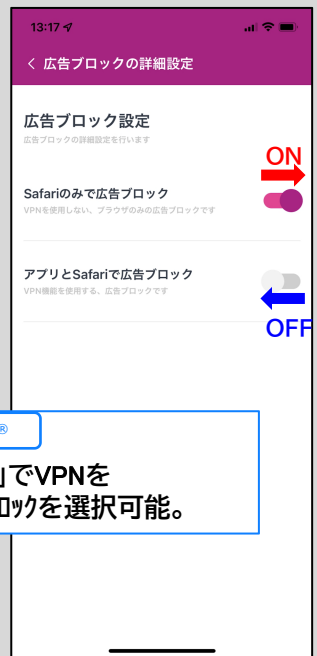 13:17
広告ブロックの詳細設定
広告ブロック設定
広告ブロックの詳細設定を行います
ON
Safariのみで広告ブロック
VPNを使用しない、ブラウザのみの広告ブロックです
アプリとSafariで広告ブロック
VPN機能を使用する、広告ブロックです
OFF
®
」でVPNを
ロックを選択可能。